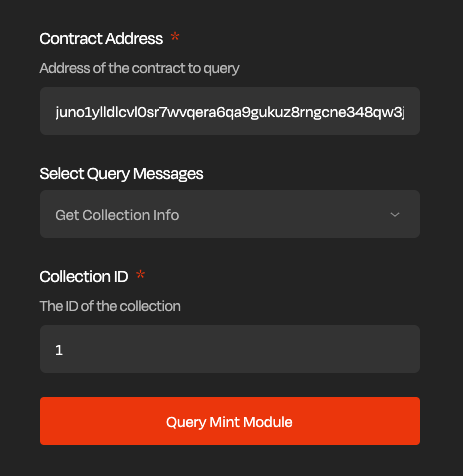 Contract Address *
Address of the contract to query
juno1ylldlcvl0sr7wvqera6qa9gukuz8rngcne348qw3j
Select Query Messages
Get Collection Info
Collection ID *
The ID of the collection
1
Query Mint Module